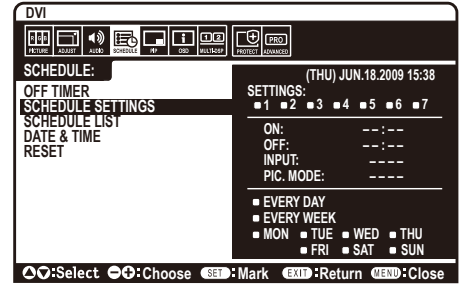 DVI
RGB
PICTURE ADJUST AUDIO SCHEDULE PIP OSD MULTI-DSP PROTECT ADVANCED
1 2
PRO
SCHEDULE:
OFF TIMER
SCHEDULE SETTINGS
SCHEDULE LIST
DATE & TIME
RESET
(THU) JUN.18.2009 15:38
SETTINGS:
1 2 3 4 5 6 7
ON: --:--
OFF: --:--
INPUT: ----
PIC. MODE: ----
EVERY DAY
EVERY WEEK
MON TUE WED THU
FRI SAT SUN
:Select :Choose SET :Mark EXIT :Return MENU :Close